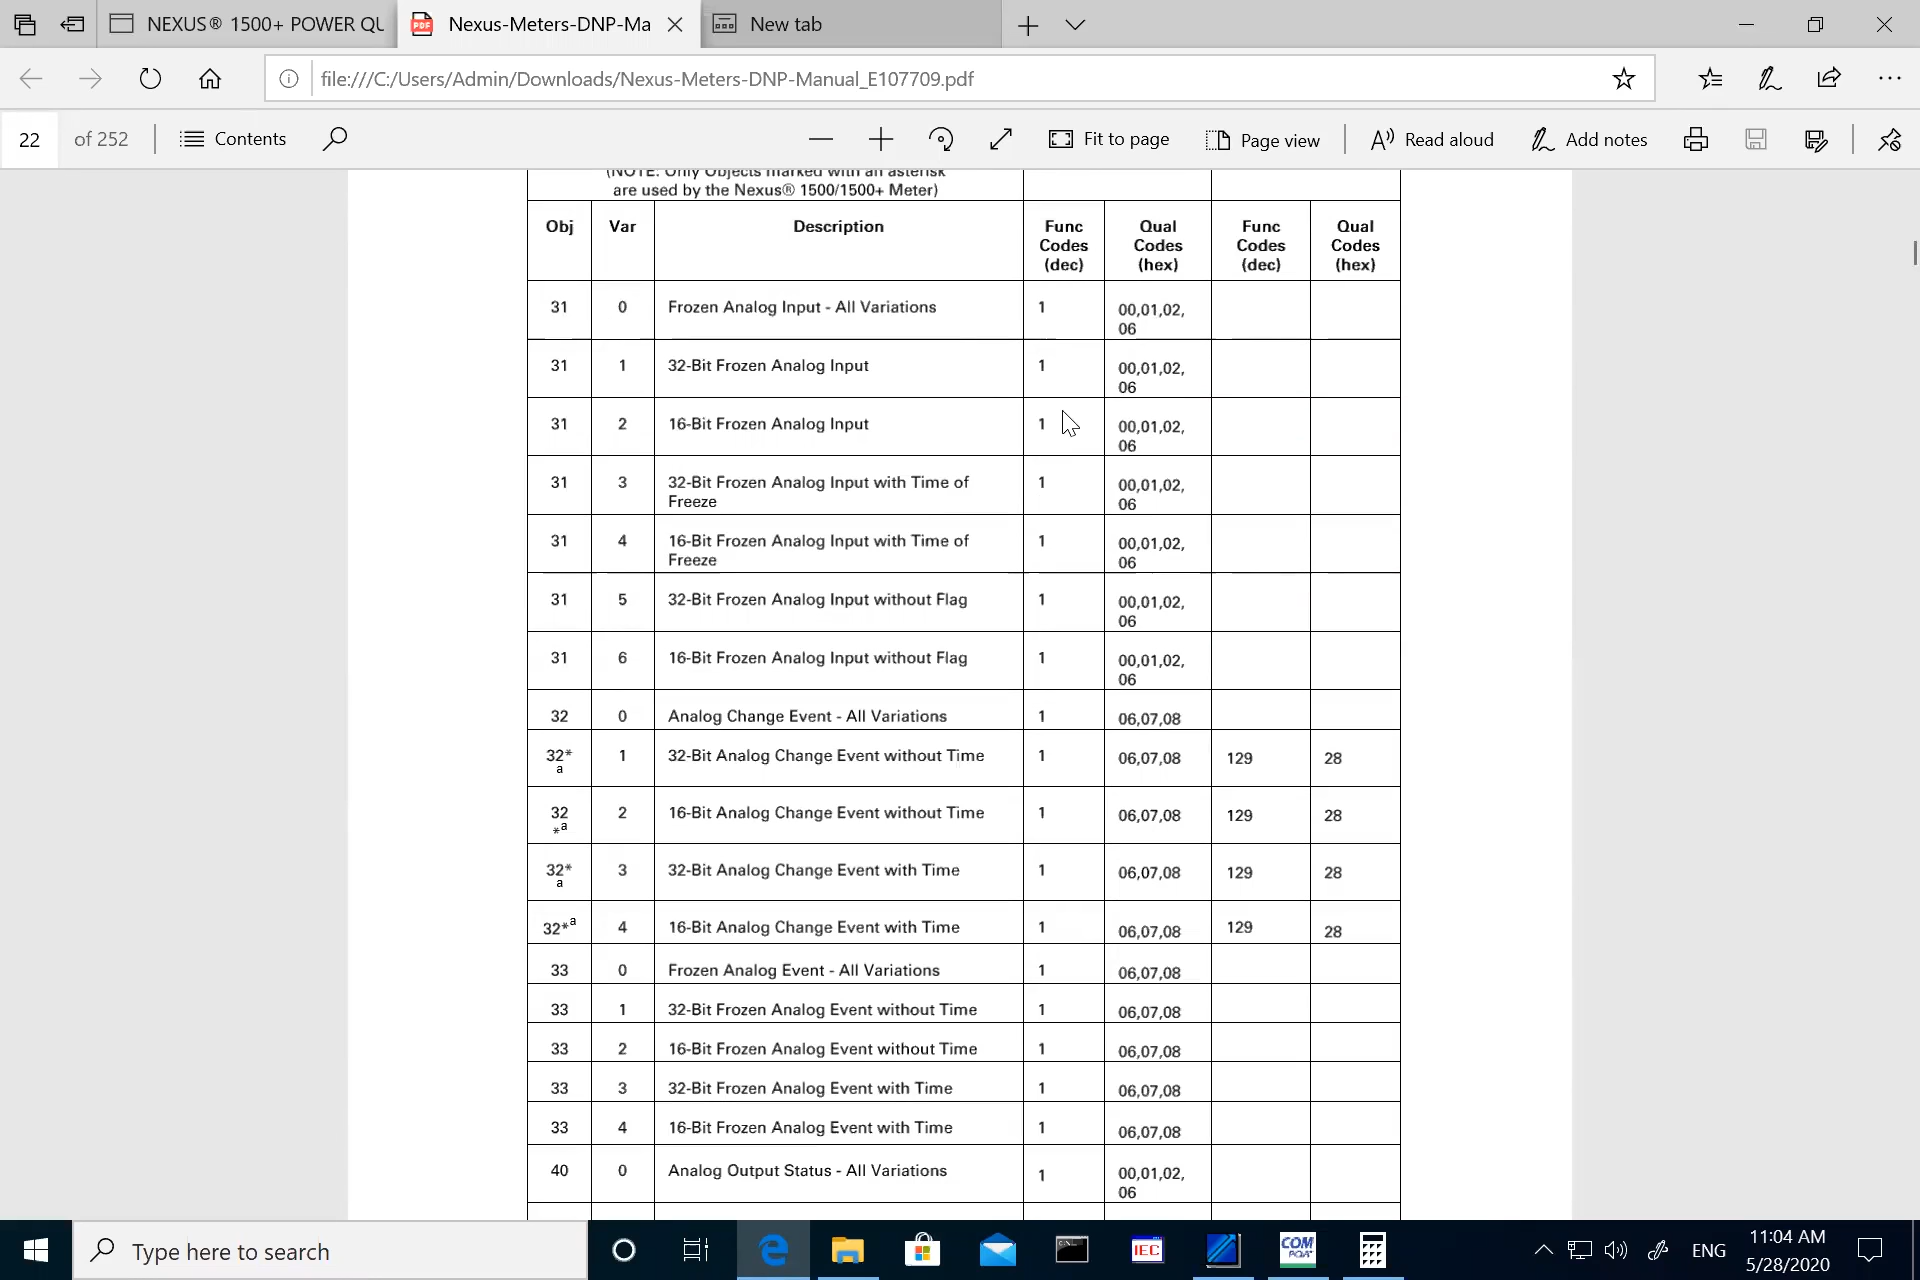 NEXUS® 1500+ POWER QU
Nexus-Meters-DNP-Ma
New tab
file:///C:/Users/Admin/Downloads/Nexus-Meters-DNP-Manual_E107709.pdf
22 of 252 Contents Fit to page Page view Read aloud Add notes
(NOTE: Only Objects marked with an asterisk
are used by the Nexus® 1500/1500+ Meter)
Obj Var Description Func Codes (dec) Qual Codes (hex) Func Codes (dec) Qual Codes (hex)
31 0 Frozen Analog Input - All Variations 1 00,01,02,
06
31 1 32-Bit Frozen Analog Input 1 00,01,02,
06
31 2 16-Bit Frozen Analog Input 1 00,01,02,
06
31 3 32-Bit Frozen Analog Input with Time of 1 00,01,02,
Freeze 06
31 4 16-Bit Frozen Analog Input with Time of 1 00,01,02,
Freeze 06
31 5 32-Bit Frozen Analog Input without Flag 1 00,01,02,
06
31 6 16-Bit Frozen Analog Input without Flag 1 00,01,02,
06
32 0 Analog Change Event - All Variations 1 06,07,08
32* 1 32-Bit Analog Change Event without Time 1 06,07,08 129 28
a
32 2 16-Bit Analog Change Event without Time 1 06,07,08 129 28
*a
32* 3 32-Bit Analog Change Event with Time 1 06,07,08 129 28
a
32*a 4 16-Bit Analog Change Event with Time 1 06,07,08 129 28
33 0 Frozen Analog Event - All Variations 1 06,07,08
33 1 32-Bit Frozen Analog Event without Time 1 06,07,08
33 2 16-Bit Frozen Analog Event without Time 1 06,07,08
33 3 32-Bit Frozen Analog Event with Time 1 06,07,08
33 4 16-Bit Frozen Analog Event with Time 1 06,07,08
40 0 Analog Output Status - All Variations 1 00,01,02,
06
Type here to search
IEC
COM
PQA
ENG
11:04 AM
5/28/2020